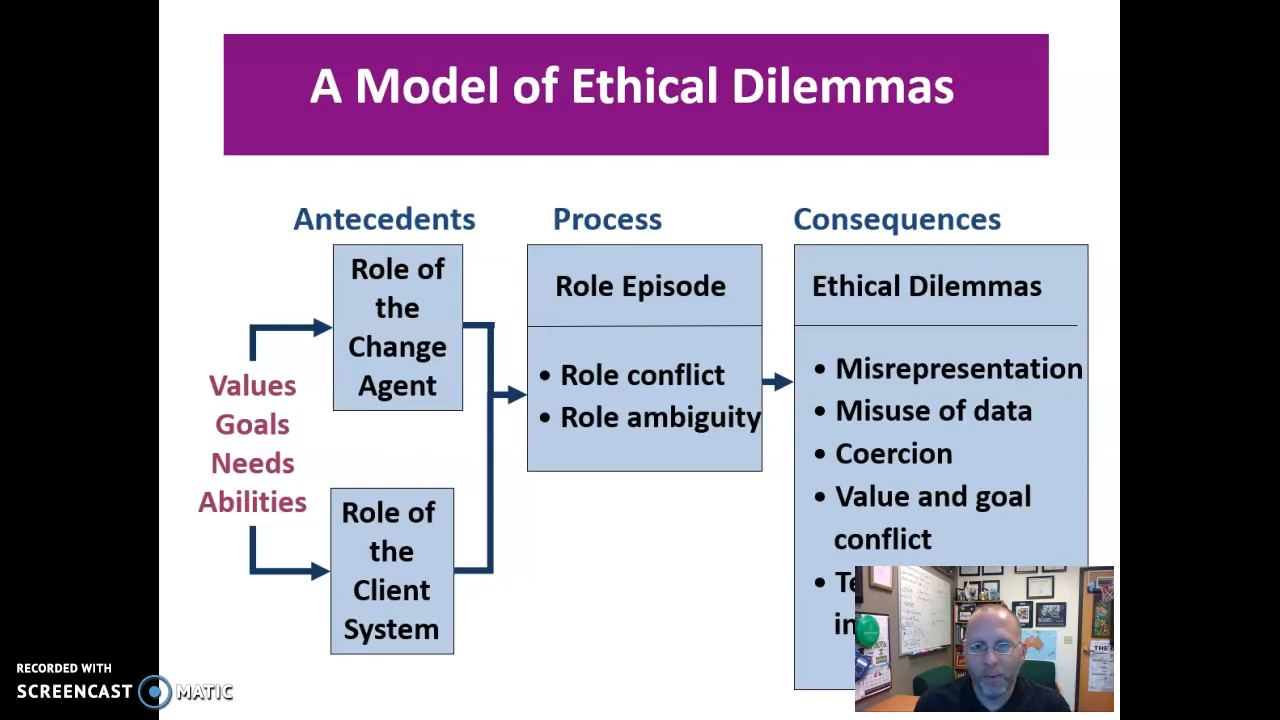 A Model of Ethical Dilemmas
Antecedents
Process
Consequences
Values
Goals
Needs
Abilities
Role of
the
Change
Agent
Role of
the
Client
System
Role Episode
• Role conflict
• Role ambiguity
Ethical Dilemmas
• Misrepresentation
• Misuse of data
• Coercion
• Value and goal
conflict
RECORDED WITH
SCREENCAST MATIC